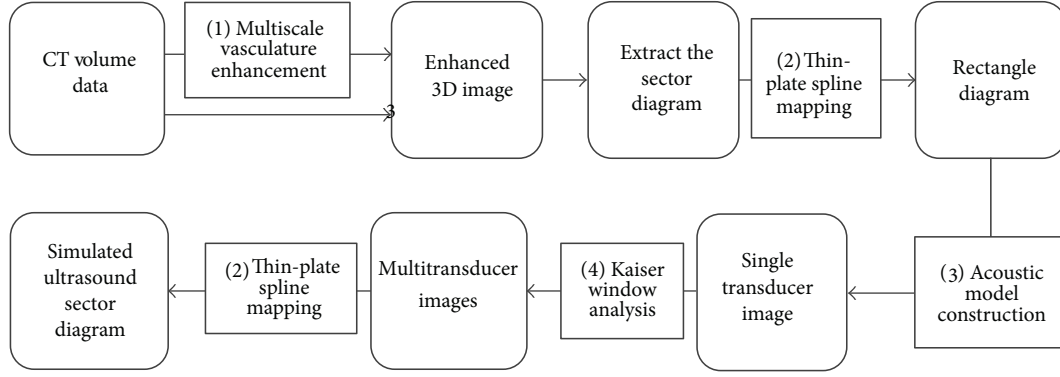 CT volume
data
(1) Multiscale
vasculature
enhancement
3
Enhanced
3D image
Extract the
sector
diagram
(2) Thin-
plate spline
mapping
Rectangle
diagram
Simulated
ultrasound
sector
diagram
(2) Thin-plate
spline
mapping
Multitransducer
images
(4) Kaiser
window
analysis
Single
transducer
image
(3) Acoustic
model
construction